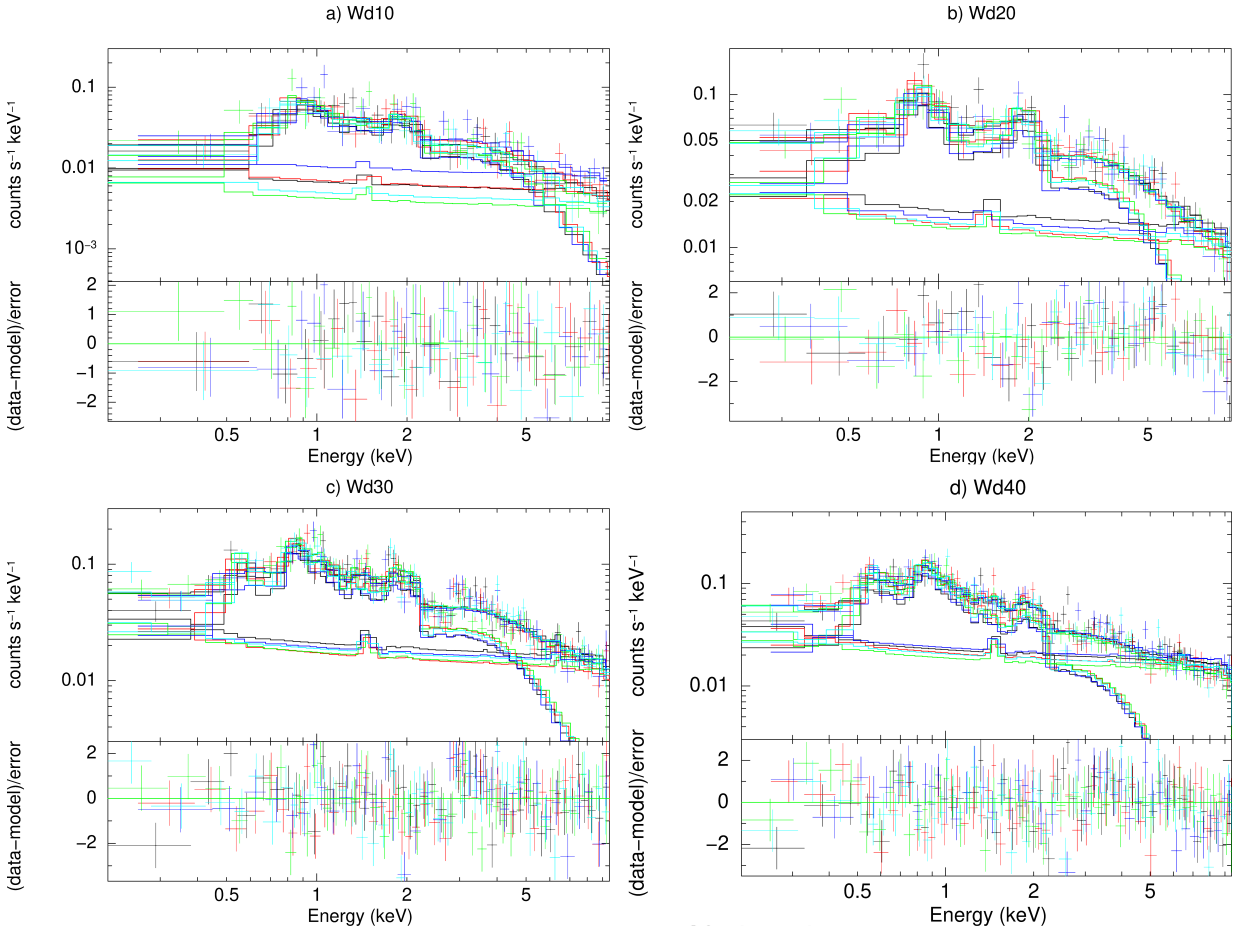 a) Wd10
b) Wd20
counts s⁻¹ keV⁻¹
0.1
0.01
10⁻³
(data−model)/error
2
1
0
−1
−2
0.5
1
2
5
Energy (keV)
counts s⁻¹ keV⁻¹
0.1
0.05
0.02
0.01
(data−model)/error
2
0
−2
0.5
1
2
5
Energy (keV)
c) Wd30
d) Wd40
counts s⁻¹ keV⁻¹
0.1
0.01
(data−model)/error
2
0
−2
0.5
1
2
5
Energy (keV)
counts s⁻¹ keV⁻¹
0.1
0.01
(data−model)/error
2
0
−2
0.5
1
2
5
Energy (keV)